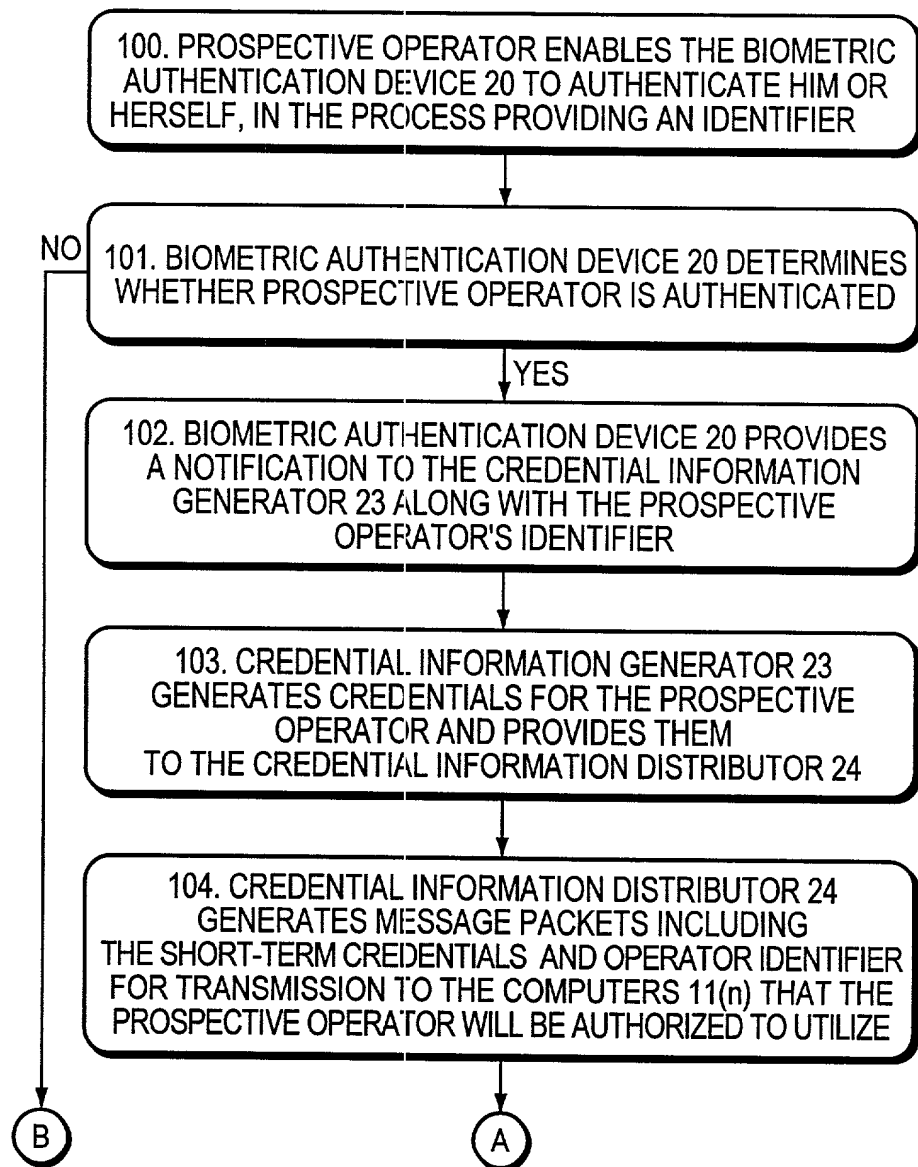 100. PROSPECTIVE OPERATOR ENABLES THE BIOMETRIC
AUTHENTICATION DEVICE 20 TO AUTHENTICATE HIM OR
HERSELF, IN THE PROCESS PROVIDING AN IDENTIFIER
NO
101. BIOMETRIC AUTHENTICATION DEVICE 20 DETERMINES
WHETHER PROSPECTIVE OPERATOR IS AUTHENTICATED
YES
102. BIOMETRIC AUTHENTICATION DEVICE 20 PROVIDES
A NOTIFICATION TO THE CREDENTIAL INFORMATION
GENERATOR 23 ALONG WITH THE PROSPECTIVE
OPERATOR'S IDENTIFIER
103. CREDENTIAL INFORMATION GENERATOR 23
GENERATES CREDENTIALS FOR THE PROSPECTIVE
OPERATOR AND PROVIDES THEM
TO THE CREDENTIAL INFORMATION DISTRIBUTOR 24
104. CREDENTIAL INFORMATION DISTRIBUTOR 24
GENERATES MESSAGE PACKETS INCLUDING
THE SHORT-TERM CREDENTIALS AND OPERATOR IDENTIFIER
FOR TRANSMISSION TO THE COMPUTERS 11(n) THAT THE
PROSPECTIVE OPERATOR WILL BE AUTHORIZED TO UTILIZE
B
A